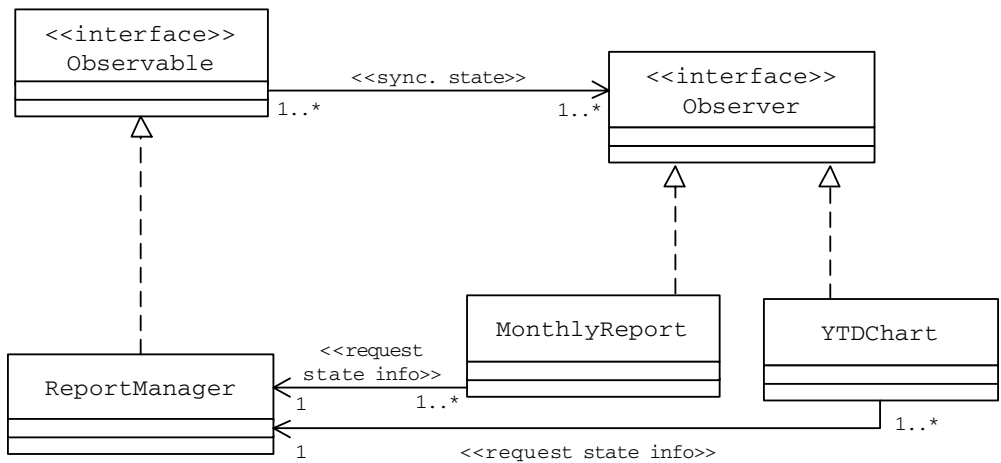 <<interface>>
Observable
<<sync. state>>
1..*
1..*
<<interface>>
Observer
MonthlyReport
YTDChart
ReportManager
<<request
state info>>
1
1..*
1
1..*
<<request state info>>